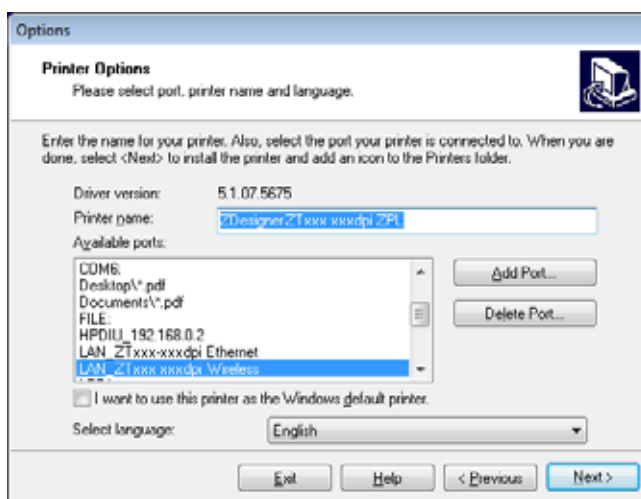 Options
Printer Options
Please select port, printer name and language.
Enter the name for your printer. Also, select the port your printer is connected to. When you are
done, select <Next> to install the printer and add an icon to the Printers folder.
Driver version: 5.1.07.5675
Printer name: ZDesignerZTxxx xxxdpi ZPL
Available ports:
COM6:
Desktop\*.pdf
Documents\*.pdf
FILE:
HPDIU_192.168.0.2
LAN_ZTxxx-xxxdpi Ethernet
LAN_ZTxxx xxxdpi Wireless
Add Port...
Delete Port...
I want to use this printer as the Windows default printer.
Select language: English
Exit Help < Previous Next >